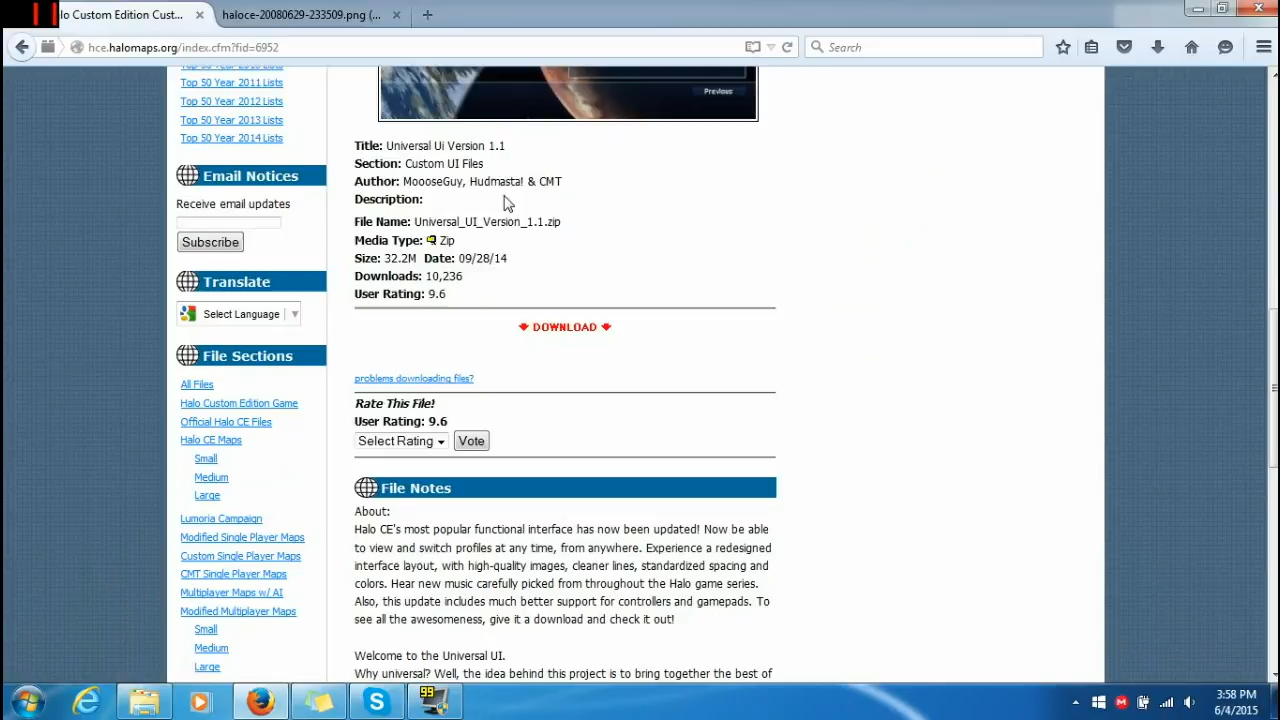 lo Custom Edition Cust...
haloce-20080629-233509.png (...
hce.halomaps.org/index.cfm?fid=6952
Search
Top 50 Year 2011 Lists
Top 50 Year 2012 Lists
Top 50 Year 2013 Lists
Top 50 Year 2014 Lists
Email Notices
Receive email updates
Subscribe
Translate
Select Language
File Sections
All Files
Halo Custom Edition Game
Official Halo CE Files
Halo CE Maps
Small
Medium
Large
Lumoria Campaign
Modified Single Player Maps
Custom Single Player Maps
CMT Single Player Maps
Multiplayer Maps w/ AI
Modified Multiplayer Maps
Small
Medium
Large
Previous
Title: Universal Ui Version 1.1
Section: Custom UI Files
Author: MoooseGuy, Hudmasta! & CMT
Description:
File Name: Universal_UI_Version_1.1.zip
Media Type: Zip
Size: 32.2M Date: 09/28/14
Downloads: 10,236
User Rating: 9.6
DOWNLOAD
problems downloading files?
Rate This File!
User Rating: 9.6
Select Rating
Vote
File Notes
About:
Halo CE's most popular functional interface has now been updated! Now be able
to view and switch profiles at any time, from anywhere. Experience a redesigned
interface layout, with high-quality images, cleaner lines, standardized spacing and
colors. Hear new music carefully picked from throughout the Halo game series.
Also, this update includes much better support for controllers and gamepads. To
see all the awesomeness, give it a download and check it out!
Welcome to the Universal UI.
Why universal? Well, the idea behind this project is to bring together the best of
99
3:58 PM
6/4/2015